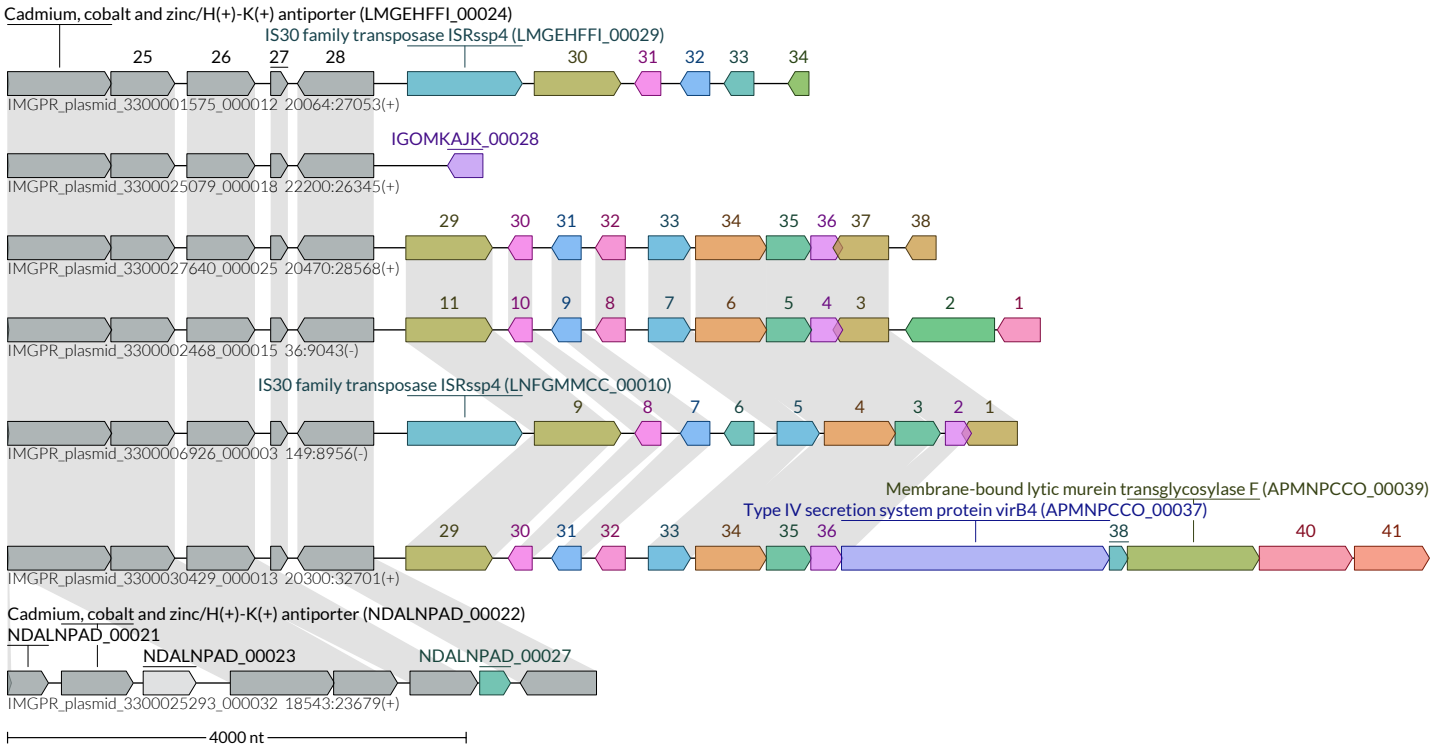 Cadmium, cobalt and zinc/H(+)-K(+) antiporter (LMGEHFFI_00024)
IS30 family transposase ISRssp4 (LMGEHFFI_00029)
25 26 27 28 30 31 32 33 34
IMGPR_plasmid_3300001575_000012 20064:27053(+)
IGOMKAJK_00028
IMGPR_plasmid_3300025079_000018 22200:26345(+)
29 30 31 32 33 34 35 36 37 38
IMGPR_plasmid_3300027640_000025 20470:28568(+)
11 10 9 8 7 6 5 4 3 2 1
IMGPR_plasmid_3300002468_000015 36:9043(-)
IS30 family transposase ISRssp4 (LNFGMMCC_00010)
9 8 7 6 5 4 3 2 1
IMGPR_plasmid_3300006926_000003 149:8956(-)
Membrane-bound lytic murein transglycosylase F (APMNPCCO_00039)
Type IV secretion system protein virB4 (APMNPCCO_00037)
29 30 31 32 33 34 35 36 38 40 41
IMGPR_plasmid_3300030429_000013 20300:32701(+)
Cadmium, cobalt and zinc/H(+)-K(+) antiporter (NDALNPAD_00022)
NDALNPAD_00021
NDALNPAD_00023 NDALNPAD_00027
IMGPR_plasmid_3300025293_000032 18543:23679(+)
4000 nt